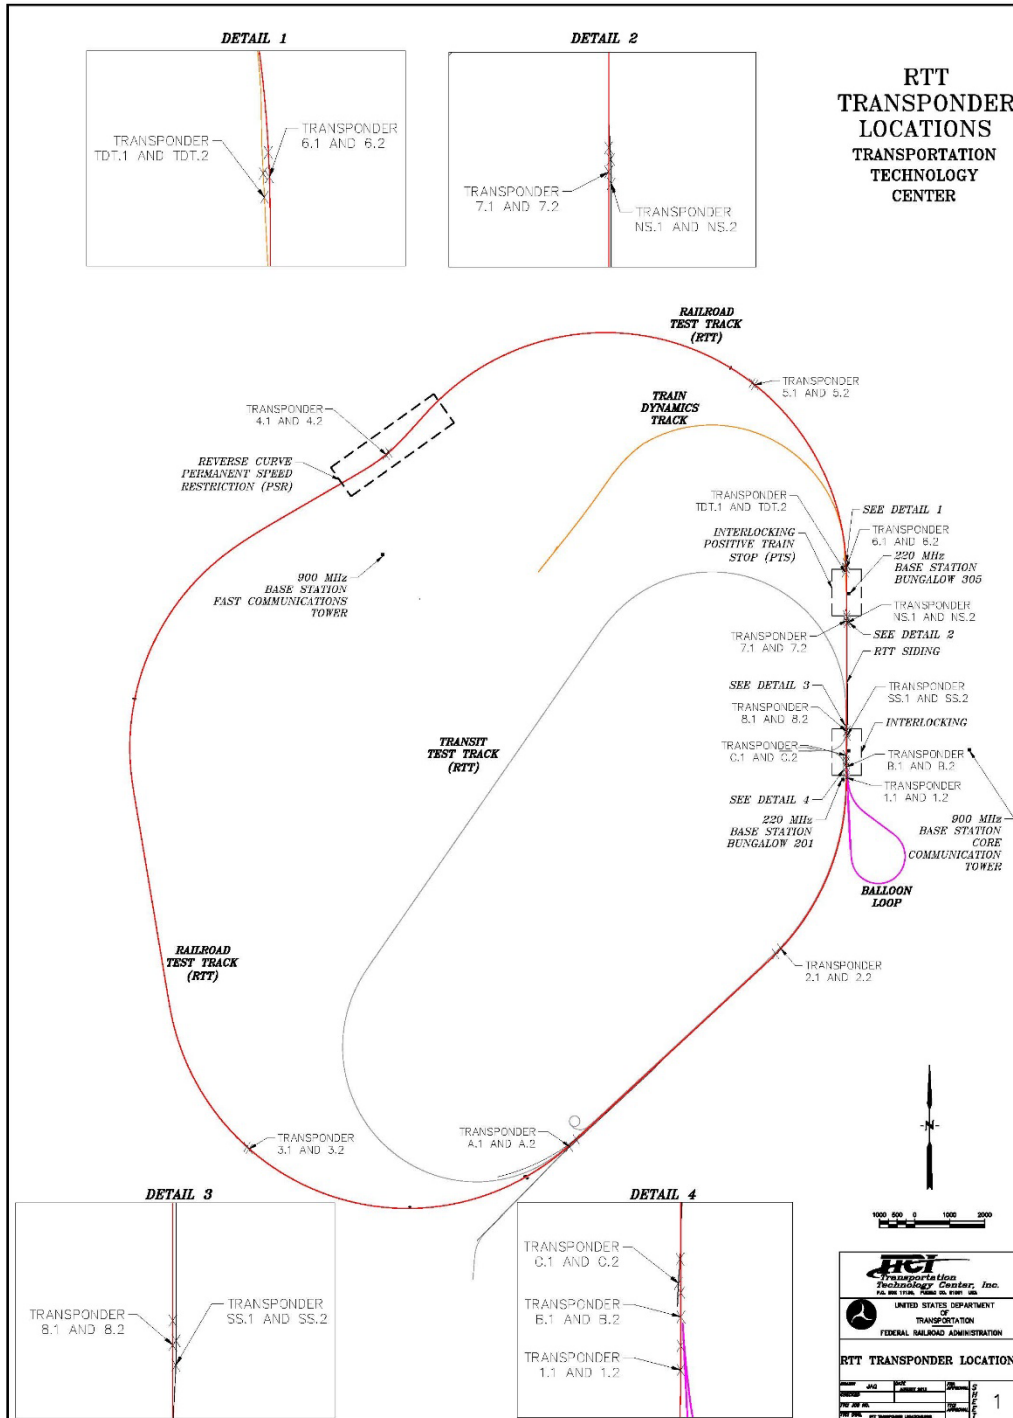 DETAIL 1
DETAIL 2
RTT
TRANSPONDER
LOCATIONS
TRANSPORTATION
TECHNOLOGY
CENTER
TRANSPONDER
TDT.1 AND TDT.2
TRANSPONDER
6.1 AND 6.2
TRANSPONDER
7.1 AND 7.2
TRANSPONDER
NS.1 AND NS.2
RAILROAD
TEST TRACK
(RTT)
TRANSPONDER
5.1 AND 5.2
TRAIN
DYNAMICS
TRACK
TRANSPONDER
4.1 AND 4.2
REVERSE CURVE
PERMANENT SPEED
RESTRICTION (PSR)
TRANSPONDER
TDT.1 AND TDT.2
SEE DETAIL 1
TRANSPONDER
6.1 AND 6.2
INTERLOCKING
POSITIVE TRAIN
STOP (PTS)
220 MHz
BASE STATION
BUNGALOW 305
900 MHz
BASE STATION
FAST COMMUNICATIONS
TOWER
TRANSPONDER
NS.1 AND NS.2
TRANSPONDER
7.1 AND 7.2
SEE DETAIL 2
RTT SIDING
SEE DETAIL 3
TRANSPONDER
SS.1 AND SS.2
TRANSPONDER
8.1 AND 8.2
INTERLOCKING
TRANSIT
TEST TRACK
(RTT)
TRANSPONDER
C.1 AND C.2
TRANSPONDER
B.1 AND B.2
TRANSPONDER
1.1 AND 1.2
SEE DETAIL 4
220 MHz
BASE STATION
BUNGALOW 201
900 MHz
BASE STATION
CORE
COMMUNICATION
TOWER
BALLOON
LOOP
RAILROAD
TEST TRACK
(RTT)
TRANSPONDER
2.1 AND 2.2
TRANSPONDER
3.1 AND 3.2
TRANSPONDER
A.1 AND A.2
-N-
DETAIL 3
DETAIL 4
1000 500 0 1000 2000
TRANSPONDER
8.1 AND 8.2
TRANSPONDER
SS.1 AND SS.2
TRANSPONDER
C.1 AND C.2
TRANSPONDER
B.1 AND B.2
TRANSPONDER
1.1 AND 1.2
TTCI
Transportation
Technology Center, Inc.
UNITED STATES DEPARTMENT
OF
TRANSPORTATION
FEDERAL RAILROAD ADMINISTRATION
RTT TRANSPONDER LOCATION
1